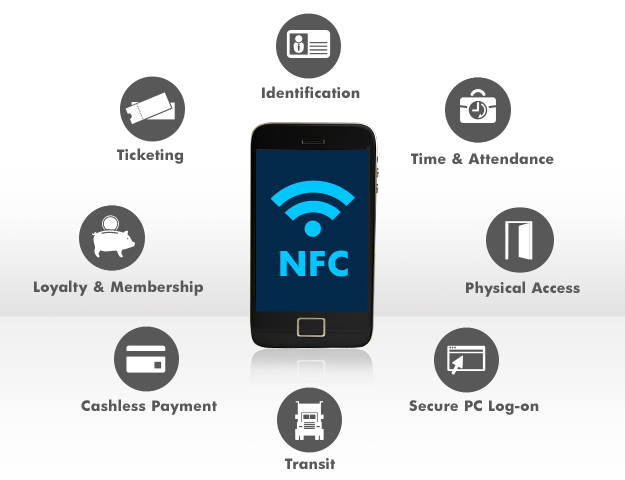 Identification
Ticketing
Time & Attendance
NFC
Loyalty & Membership
Physical Access
Cashless Payment
Secure PC Log-on
Transit